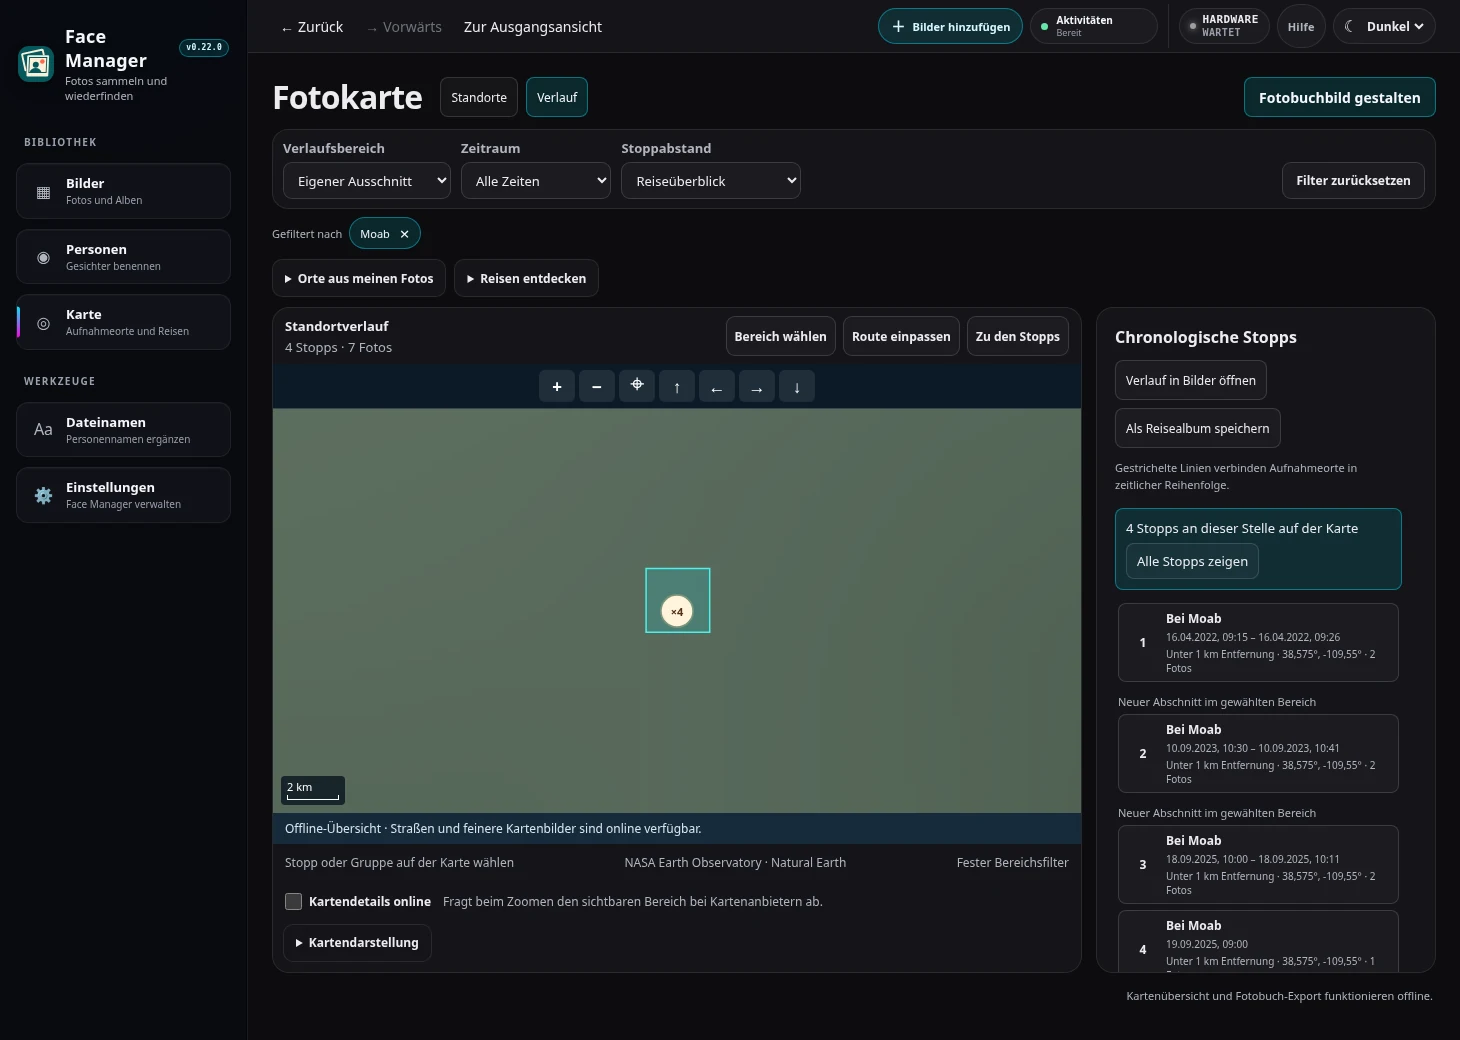 Face
Manager
v0.22.0
Fotos sammeln und
wiederfinden
BIBLIOTHEK
Bilder
Fotos und Alben
Personen
Gesichter benennen
Karte
Aufnahmeorte und Reisen
WERKZEUGE
Aa
Dateinamen
Personennamen ergänzen
Einstellungen
Face Manager verwalten
← Zurück
→ Vorwärts
Zur Ausgangsansicht
+ Bilder hinzufügen
Aktivitäten
Bereit
HARDWARE
WARTET
Hilfe
Dunkel
Fotokarte
Standorte
Verlauf
Fotobuchbild gestalten
Verlaufsbereich
Zeitraum
Stoppabstand
Eigener Ausschnitt
Alle Zeiten
Reiseüberblick
Filter zurücksetzen
Gefiltert nach
Moab ✕
▶ Orte aus meinen Fotos
▶ Reisen entdecken
Standortverlauf
4 Stopps · 7 Fotos
Bereich wählen
Route einpassen
Zu den Stopps
+ − ⌖ ↑ ← → ↓
×4
2 km
Offline-Übersicht · Straßen und feinere Kartenbilder sind online verfügbar.
Stopp oder Gruppe auf der Karte wählen
NASA Earth Observatory · Natural Earth
Fester Bereichsfilter
Kartendetails online
Fragt beim Zoomen den sichtbaren Bereich bei Kartenanbietern ab.
▶ Kartendarstellung
Chronologische Stopps
Verlauf in Bilder öffnen
Als Reisealbum speichern
Gestrichelte Linien verbinden Aufnahmeorte in
zeitlicher Reihenfolge.
4 Stopps an dieser Stelle auf der Karte
Alle Stopps zeigen
1
Bei Moab
16.04.2022, 09:15 – 16.04.2022, 09:26
Unter 1 km Entfernung · 38,575°, -109,55° · 2
Fotos
Neuer Abschnitt im gewählten Bereich
2
Bei Moab
10.09.2023, 10:30 – 10.09.2023, 10:41
Unter 1 km Entfernung · 38,575°, -109,55° · 2
Fotos
Neuer Abschnitt im gewählten Bereich
3
Bei Moab
18.09.2025, 10:00 – 18.09.2025, 10:11
Unter 1 km Entfernung · 38,575°, -109,55° · 2
Fotos
4
Bei Moab
19.09.2025, 09:00
Unter 1 km Entfernung · 38,575°, -109,55° · 1
Kartenübersicht und Fotobuch-Export funktionieren offline.